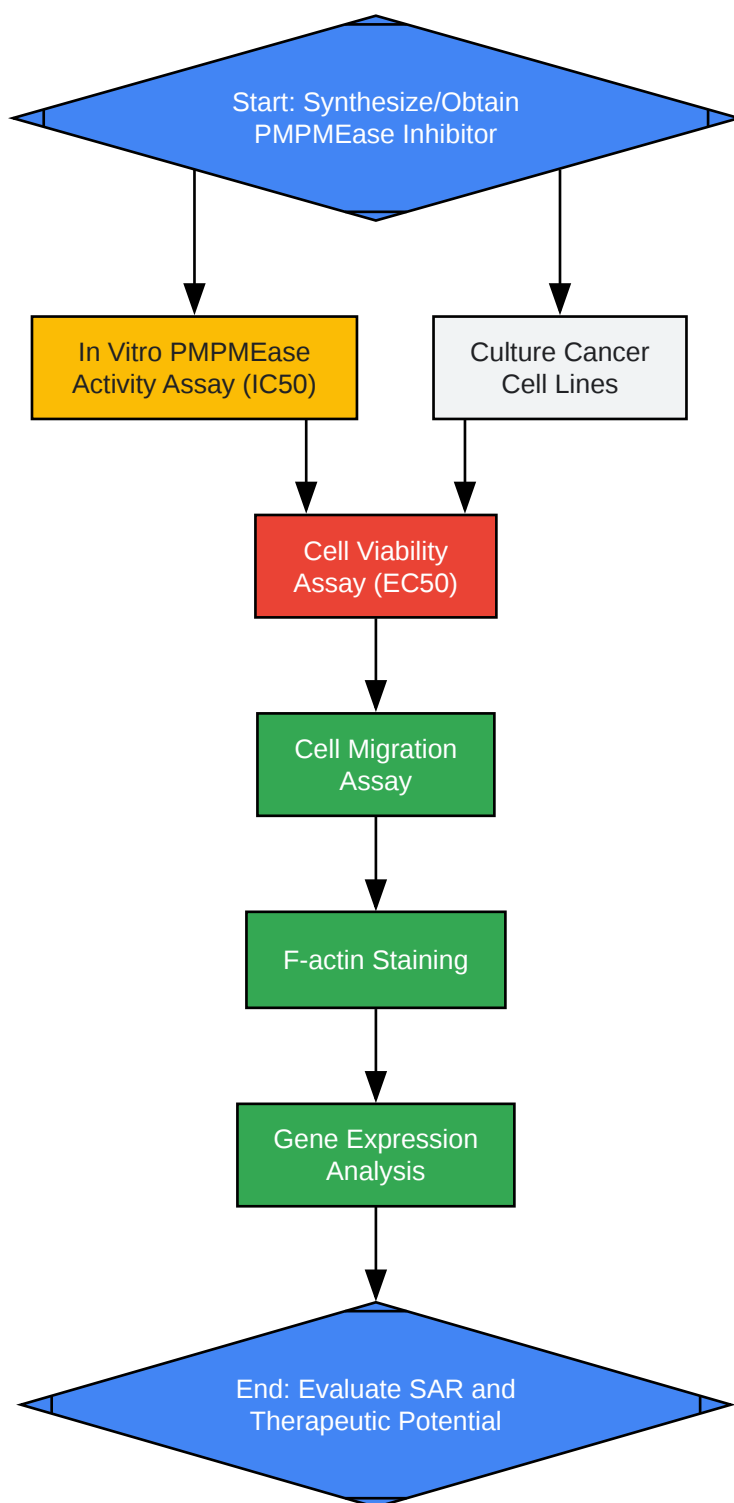 Start: Synthesize/Obtain
PMPMEase Inhibitor
In Vitro PMPMEase
Activity Assay (IC50)
Culture Cancer
Cell Lines
Cell Viability
Assay (EC50)
Cell Migration
Assay
F-actin Staining
Gene Expression
Analysis
End: Evaluate SAR and
Therapeutic Potential